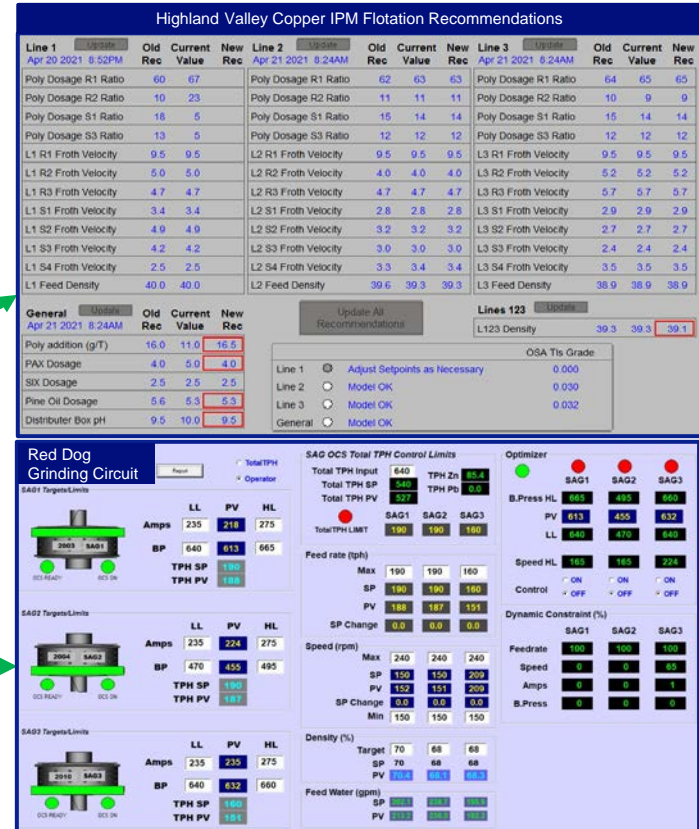 Highland Valley Copper IPM Flotation Recommendations
Line 1 Update Old Rec Current Value New Rec
Apr 20 2021 8:52PM
Poly Dosage R1 Ratio 60 67
Poly Dosage R2 Ratio 10 23
Poly Dosage S1 Ratio 18 5
Poly Dosage S3 Ratio 13 5
L1 R1 Froth Velocity 9.5 9.5
L1 R2 Froth Velocity 5.0 5.0
L1 R3 Froth Velocity 4.7 4.7
L1 S1 Froth Velocity 3.4 3.4
L1 S2 Froth Velocity 4.9 4.9
L1 S3 Froth Velocity 4.2 4.2
L1 S4 Froth Velocity 2.5 2.5
L1 Feed Density 40.0 40.0
Line 2 Update Old Rec Current Value New Rec
Apr 21 2021 8:24AM
Poly Dosage R1 Ratio 62 63 63
Poly Dosage R2 Ratio 11 11 11
Poly Dosage S1 Ratio 15 14 14
Poly Dosage S3 Ratio 12 12 12
L2 R1 Froth Velocity 9.5 9.5 9.5
L2 R2 Froth Velocity 4.0 4.0 4.0
L2 R3 Froth Velocity 4.7 4.7 4.7
L2 S1 Froth Velocity 2.8 2.8 2.8
L2 S2 Froth Velocity 3.2 3.2 3.2
L2 S3 Froth Velocity 3.0 3.0 3.0
L2 S4 Froth Velocity 3.3 3.4 3.4
L2 Feed Density 39.6 39.3 39.3
Line 3 Update Old Rec Current Value New Rec
Apr 21 2021 8:24AM
Poly Dosage R1 Ratio 64 65 65
Poly Dosage R2 Ratio 10 9 9
Poly Dosage S1 Ratio 15 14 14
Poly Dosage S3 Ratio 12 12 12
L3 R1 Froth Velocity 9.5 9.5 9.5
L3 R2 Froth Velocity 5.2 5.2 5.2
L3 R3 Froth Velocity 5.7 5.7 5.7
L3 S1 Froth Velocity 2.9 2.9 2.9
L3 S2 Froth Velocity 2.7 2.7 2.7
L3 S3 Froth Velocity 2.4 2.4 2.4
L3 S4 Froth Velocity 3.5 3.5 3.5
L3 Feed Density 38.9 38.9 38.9
General Update Old Rec Current Value New Rec
Apr 21 2021 8:24AM
Poly addition (g/T) 16.0 11.0 16.5
PAX Dosage 4.0 5.0 4.0
SIX Dosage 2.5 2.5 2.5
Pine Oil Dosage 5.6 5.3 5.3
Distributer Box pH 9.5 10.0 9.5
Update All
Recommendations
Lines 123 Update
L123 Density 39.3 39.3 39.1
OSA Tls Grade
Line 1 Adjust Setpoints as Necessary 0.000
Line 2 Model OK 0.030
Line 3 Model OK 0.032
General Model OK
Red Dog
Grinding Circuit
Report
TotalTPH
Operator
SAG1 Targets/Limits
LL PV HL
Amps 235 218 275
2003 SAG1
BP 640 613 665
TPH SP 190
TPH PV 188
OCS READY OCS ON
SAG2 Targets/Limits
LL PV HL
Amps 235 224 275
2004 SAG2
BP 470 455 495
TPH SP 190
TPH PV 187
OCS READY OCS ON
SAG3 Targets/Limits
LL PV HL
Amps 235 235 275
2010 SAG3
BP 640 632 660
TPH SP 160
TPH PV 151
OCS READY OCS ON
SAG OCS Total TPH Control Limits
Total TPH Input 640
Total TPH SP 540
Total TPH PV 527
TPH Zn 85.4
TPH Pb 0.0
SAG1 SAG2 SAG3
TotalTPH LIMIT 190 190 160
Feed rate (tph)
Max 190 190 160
SP 190 190 160
PV 188 187 151
SP Change 0.0 0.0 0.0
Speed (rpm)
Max 240 240 240
SP 150 150 209
PV 152 151 209
SP Change 0.0 0.0 0.0
Min 150 150 150
Density (%)
Target 70 68 68
SP 70 68 68
PV 70.4 68.1 68.3
Feed Water (gpm)
SP
PV
Optimizer
SAG1 SAG2 SAG3
B.Press HL 665 495 660
PV 613 455 632
LL 640 470 640
Speed HL 165 165 224
Control ON ON ON
OFF OFF OFF
Dynamic Constraint (%)
SAG1 SAG2 SAG3
Feedrate 100 100 100
Speed 0 0 65
Amps 0 0 1
B.Press 0 0 0